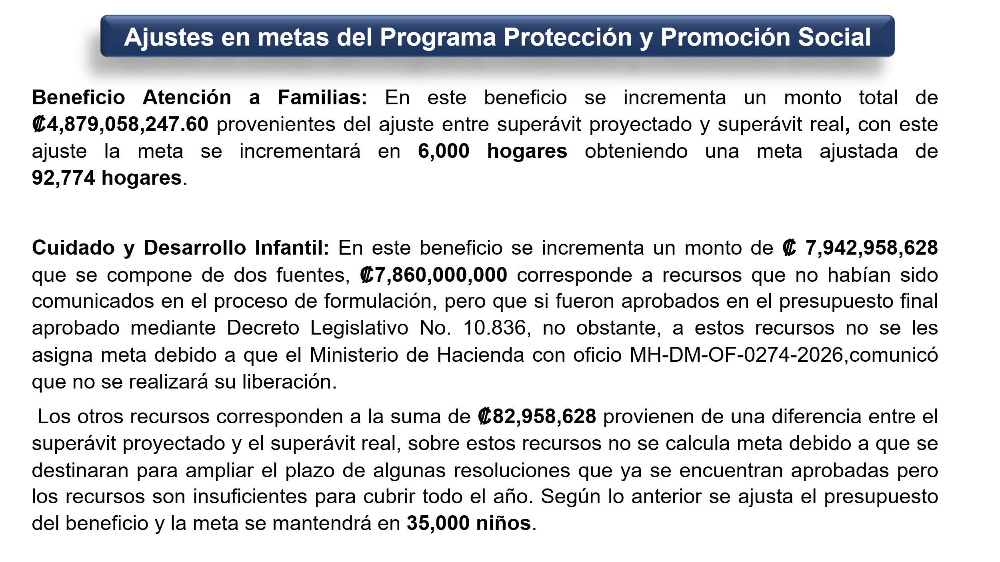 Ajustes en metas del Programa Protección y Promoción Social
Beneficio Atención a Familias: En este beneficio se incrementa un monto total de
₡4,879,058,247.60 provenientes del ajuste entre superávit proyectado y superávit real, con este
ajuste la meta se incrementará en 6,000 hogares obteniendo una meta ajustada de
92,774 hogares.
Cuidado y Desarrollo Infantil: En este beneficio se incrementa un monto de ₡ 7,942,958,628
que se compone de dos fuentes, ₡7,860,000,000 corresponde a recursos que no habían sido
comunicados en el proceso de formulación, pero que si fueron aprobados en el presupuesto final
aprobado mediante Decreto Legislativo No. 10.836, no obstante, a estos recursos no se les
asigna meta debido a que el Ministerio de Hacienda con oficio MH-DM-OF-0274-2026,comunicó
que no se realizará su liberación.
Los otros recursos corresponden a la suma de ₡82,958,628 provienen de una diferencia entre el
superávit proyectado y el superávit real, sobre estos recursos no se calcula meta debido a que se
destinaran para ampliar el plazo de algunas resoluciones que ya se encuentran aprobadas pero
los recursos son insuficientes para cubrir todo el año. Según lo anterior se ajusta el presupuesto
del beneficio y la meta se mantendrá en 35,000 niños.